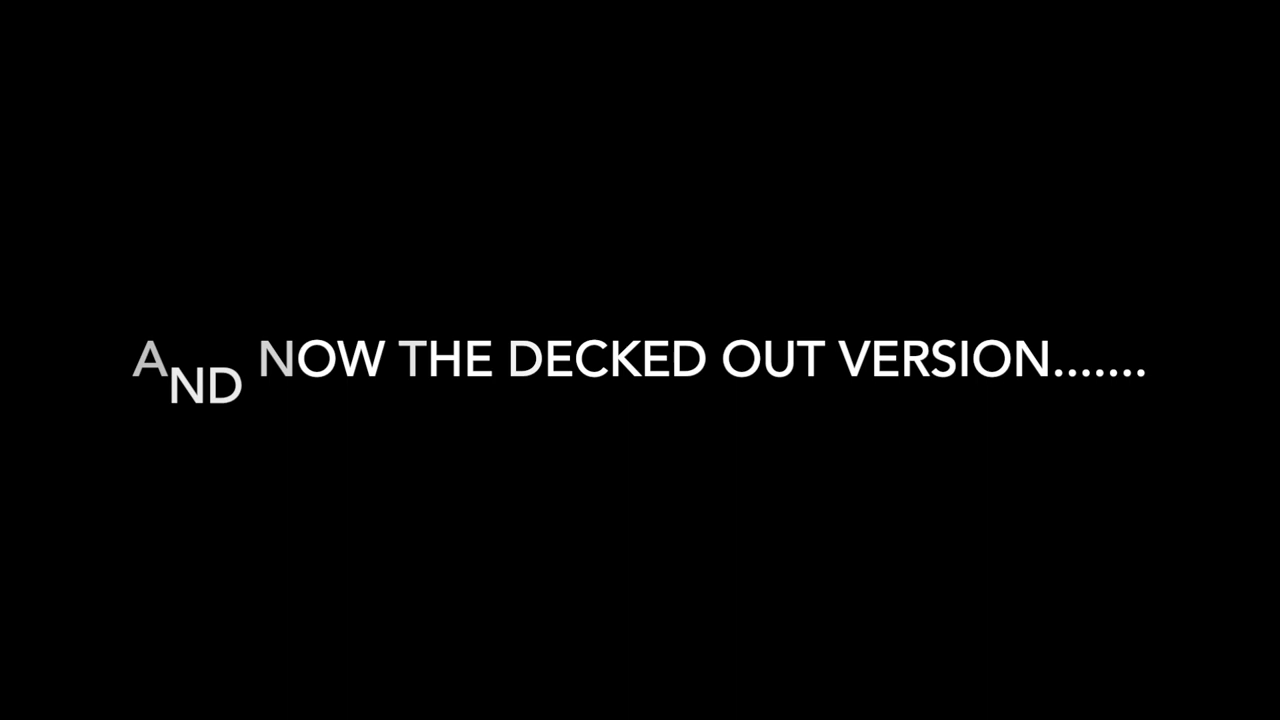 AND NOW THE DECKED OUT VERSION.......